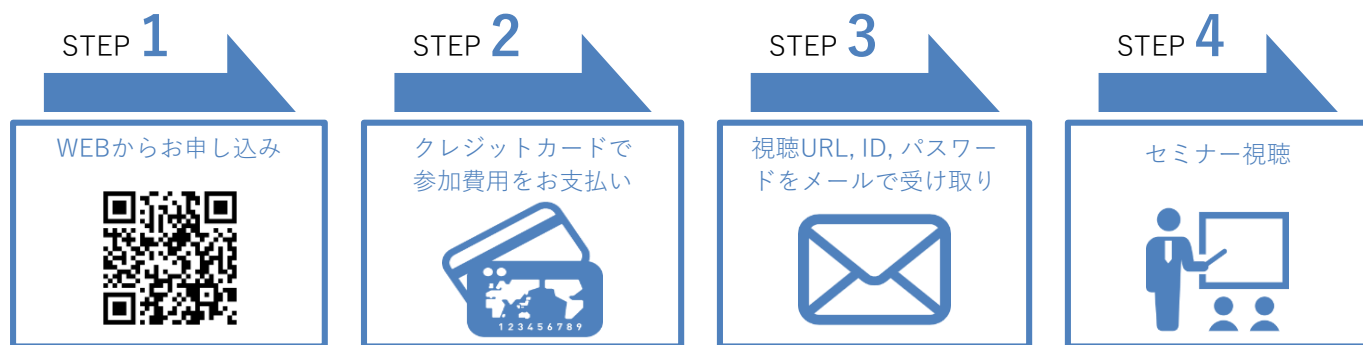 STEP 1
STEP 2
STEP 3
STEP 4
WEBからお申し込み
クレジットカードで
参加費用をお支払い
123456789
視聴URL, ID, パスワー
ドをメールで受け取り
セミナー視聴